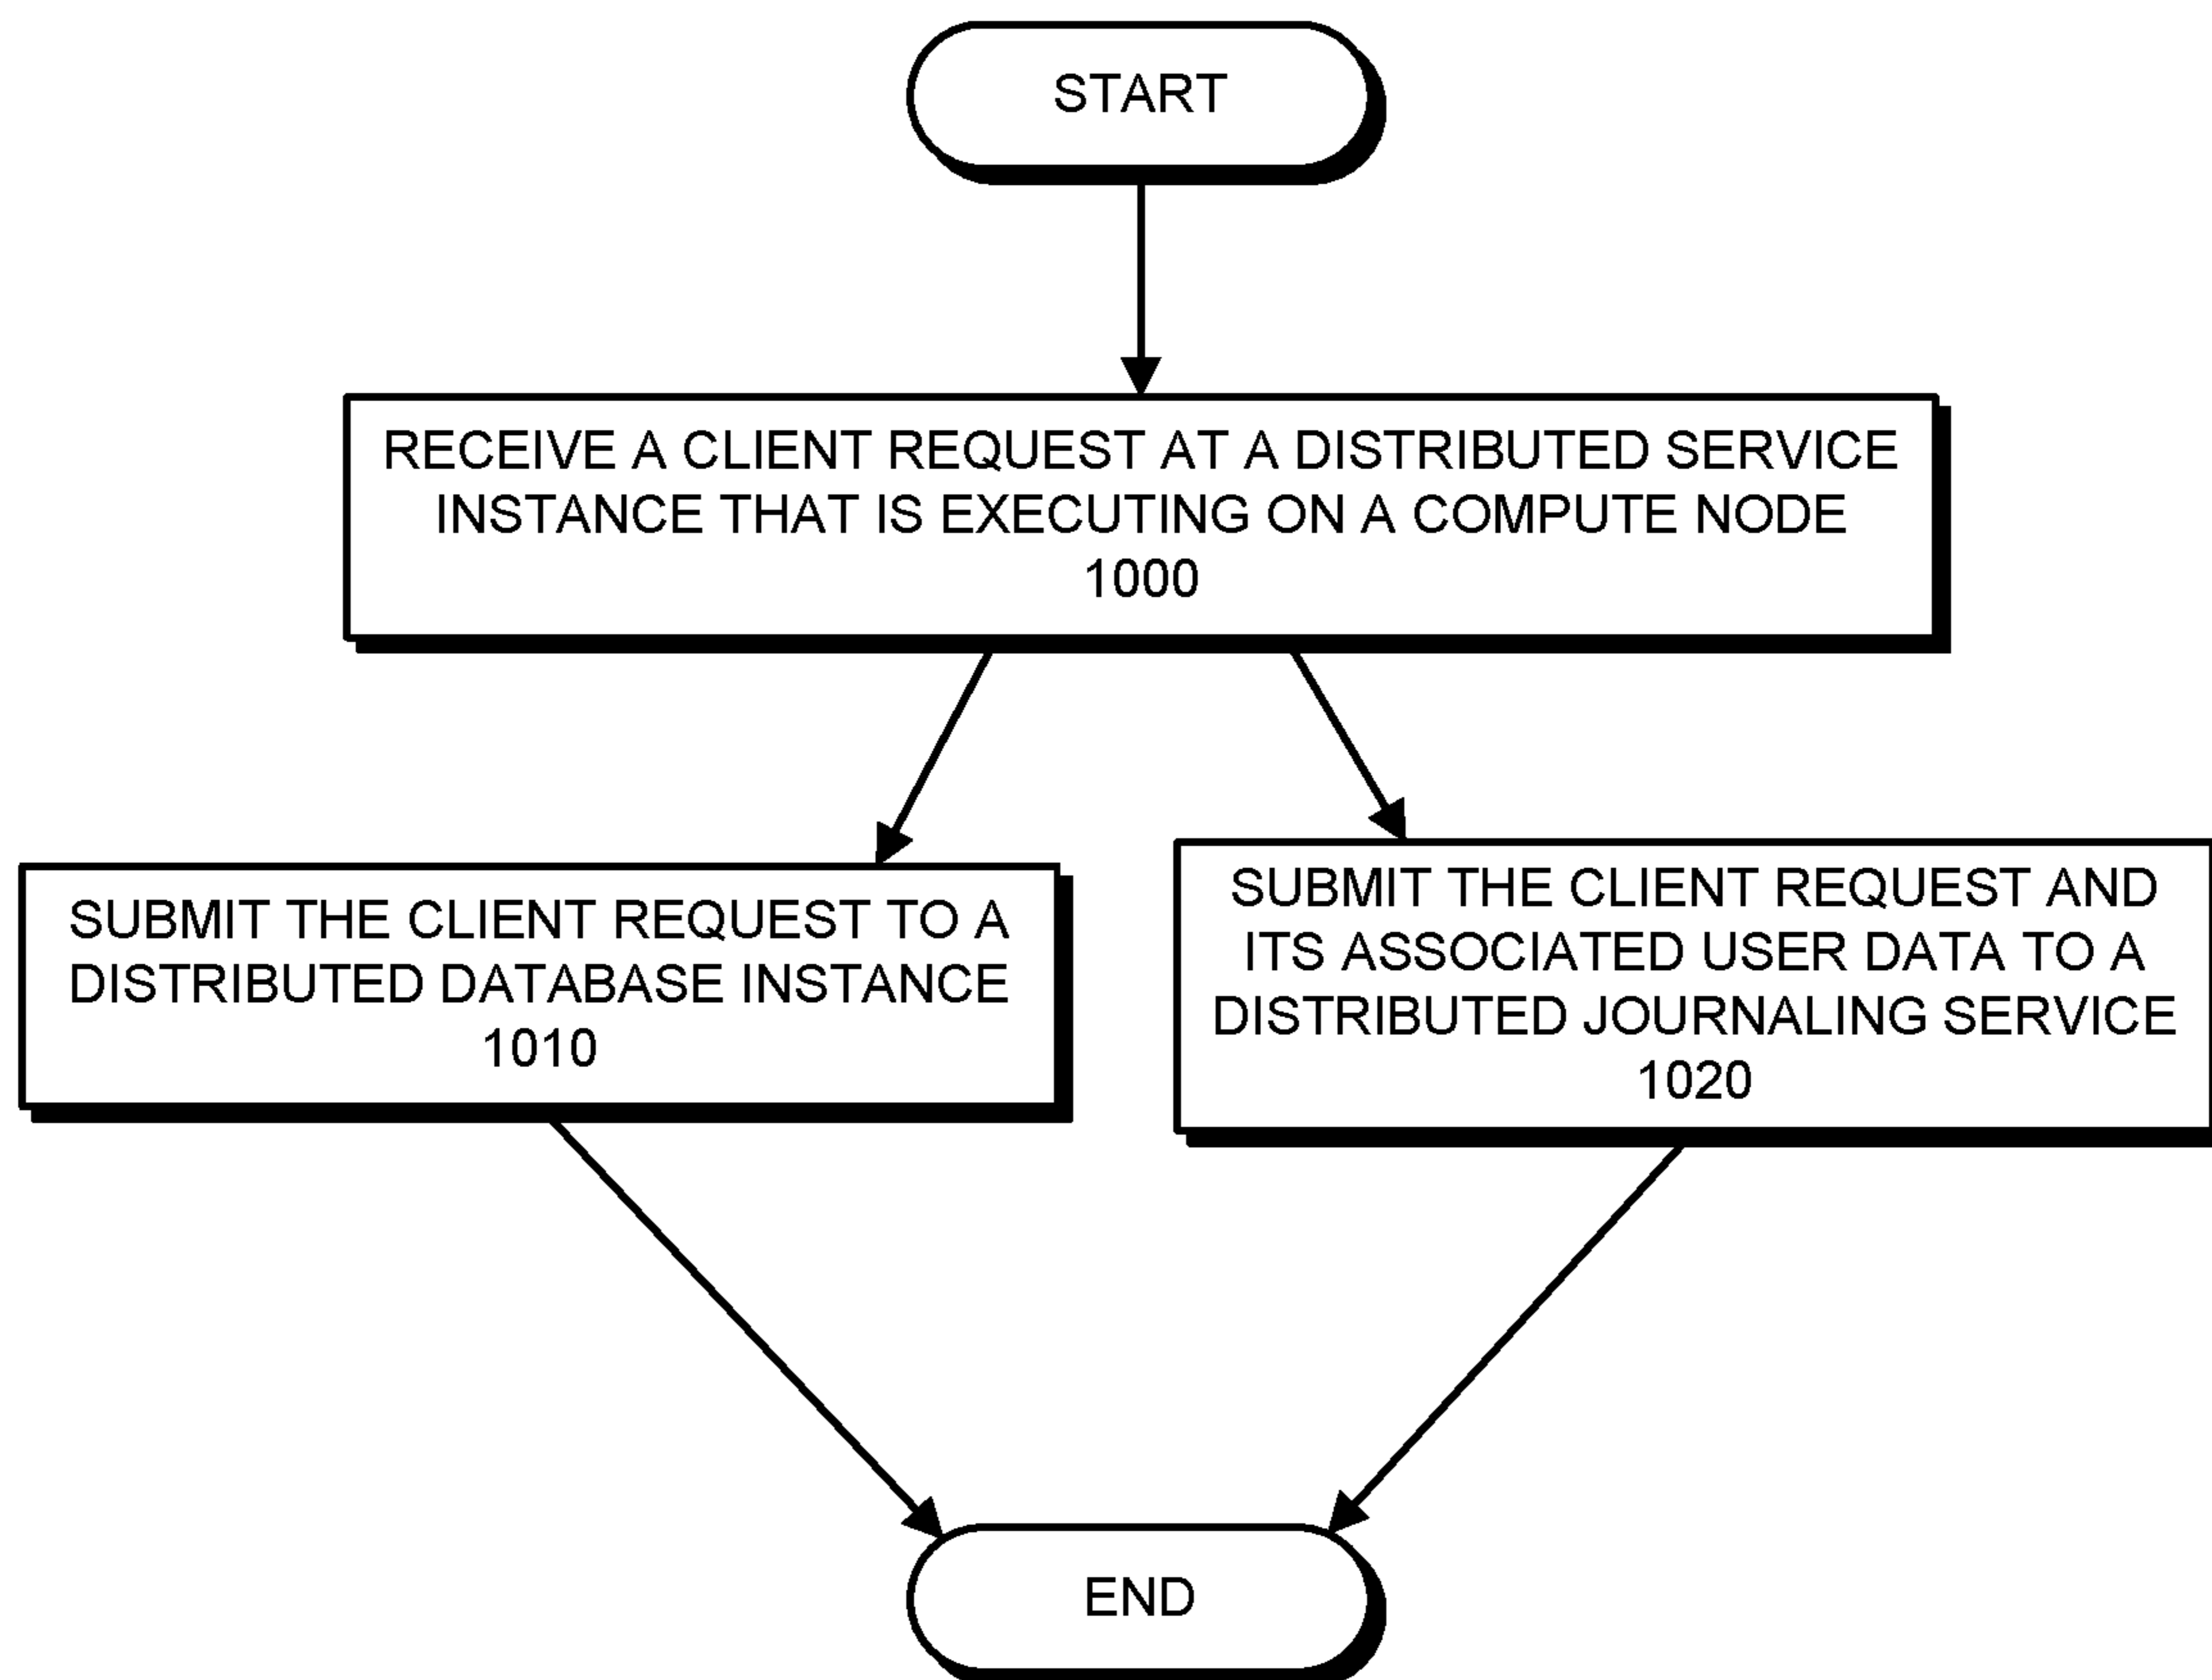 START
RECEIVE A CLIENT REQUEST AT A DISTRIBUTED SERVICE
INSTANCE THAT IS EXECUTING ON A COMPUTE NODE
1000
SUBMIT THE CLIENT REQUEST TO A
DISTRIBUTED DATABASE INSTANCE
1010
SUBMIT THE CLIENT REQUEST AND
ITS ASSOCIATED USER DATA TO A
DISTRIBUTED JOURNALING SERVICE
1020
END